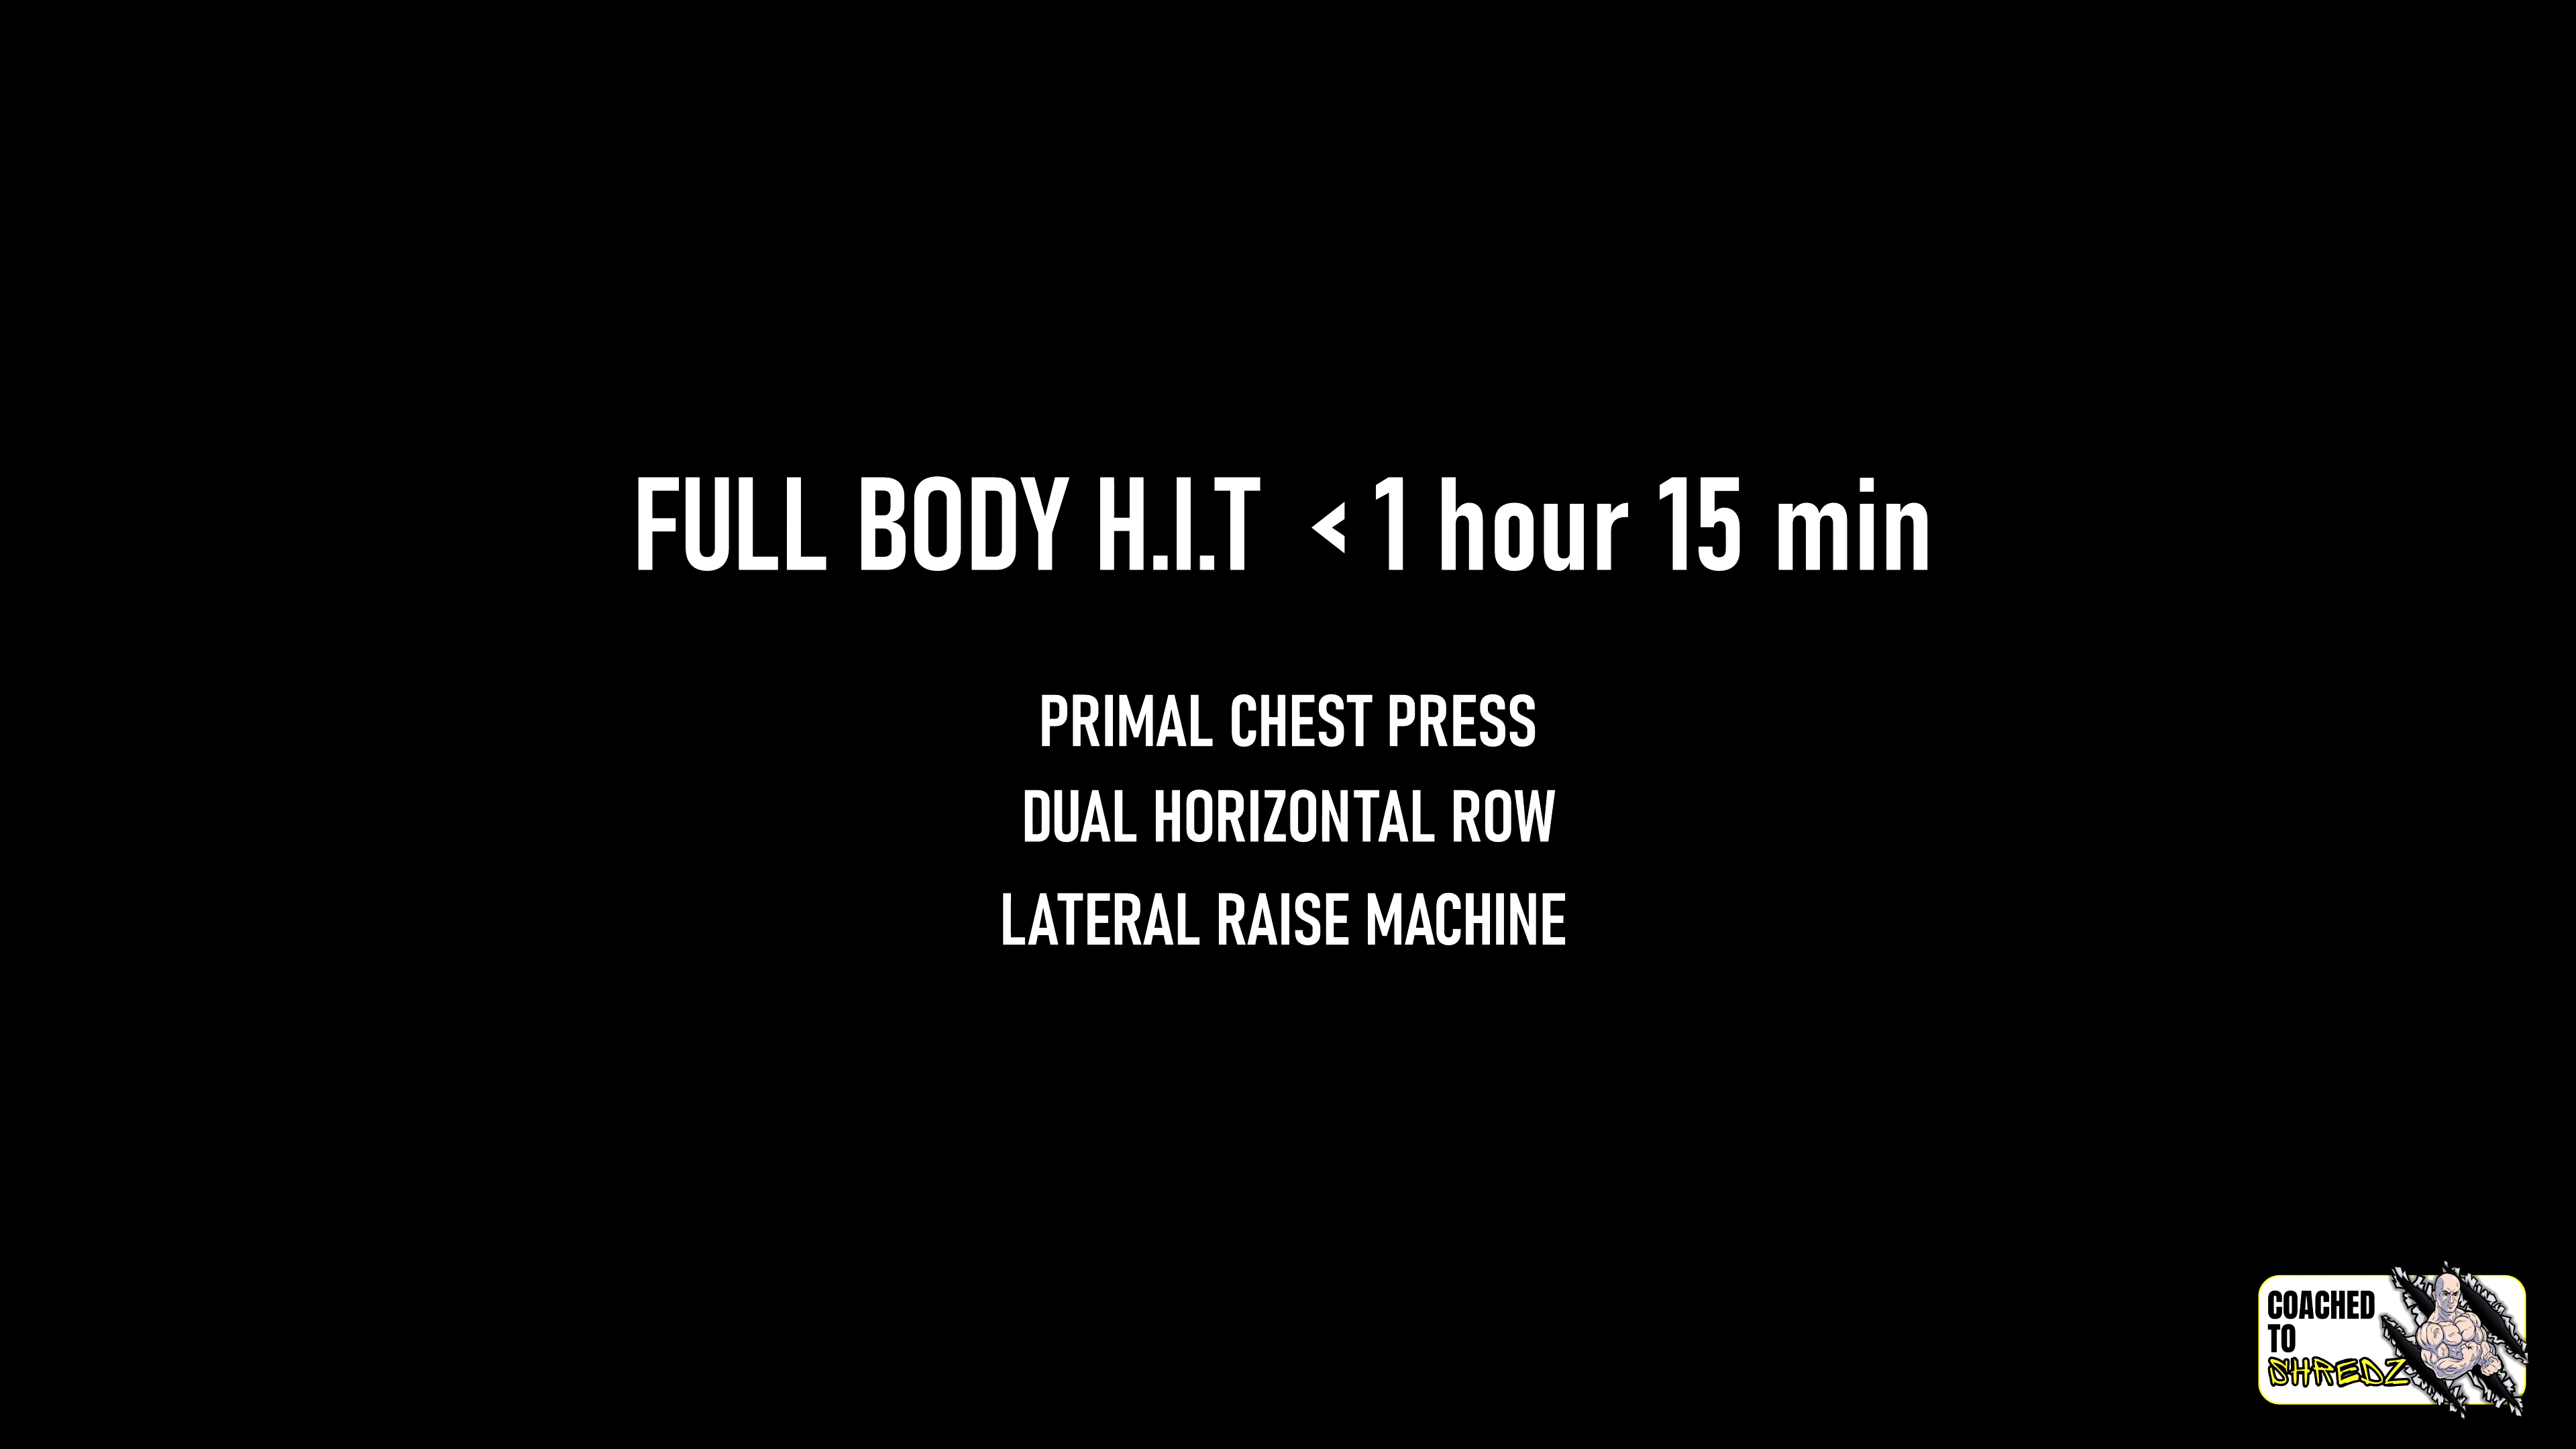 FULL BODY H.I.T < 1 hour 15 min
PRIMAL CHEST PRESS
DUAL HORIZONTAL ROW
LATERAL RAISE MACHINE
COACHED
TO
SHREDZ